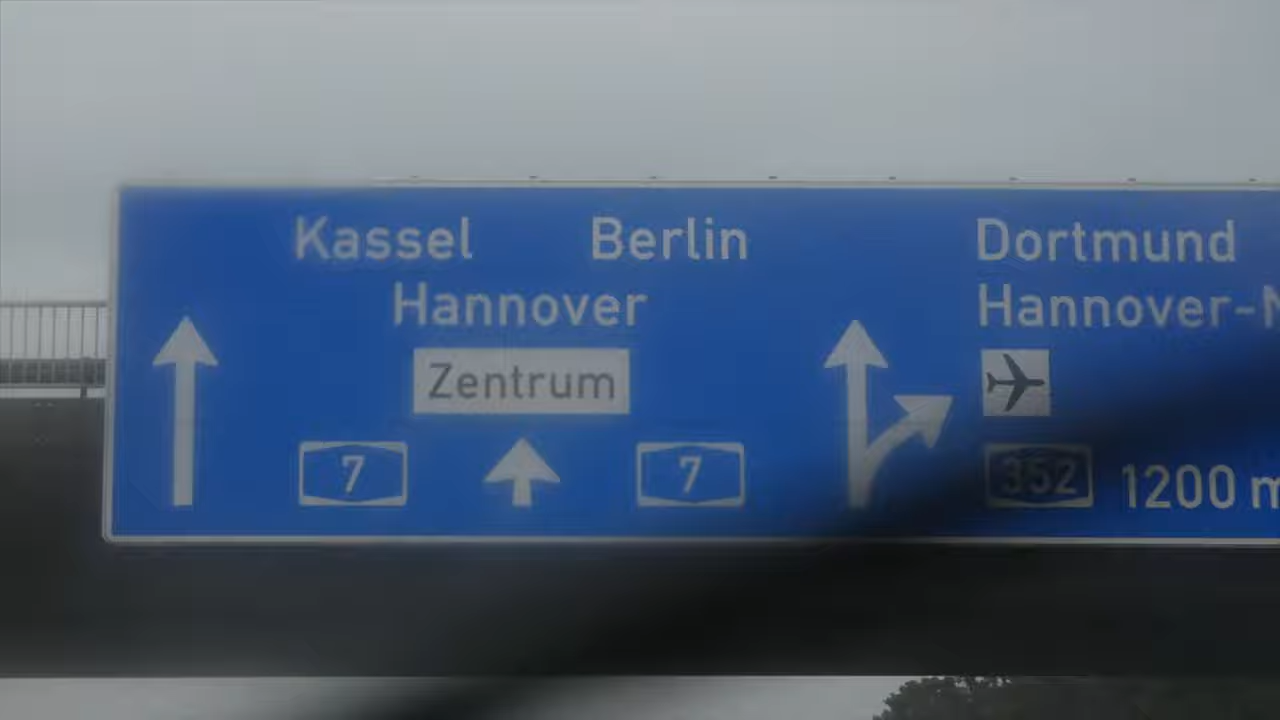 Kassel Berlin Dortmund
Hannover Hannover-
Zentrum
7 7 352 1200 m